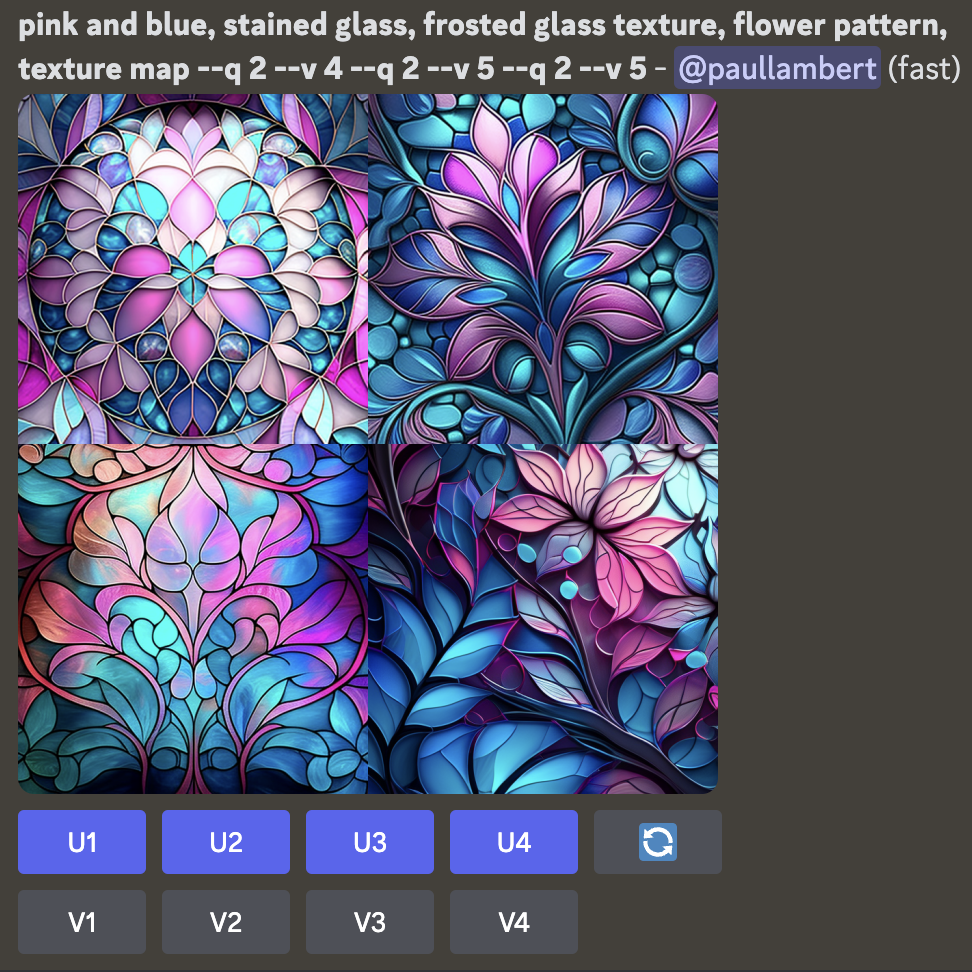 pink and blue, stained glass, frosted glass texture, flower pattern,
texture map --q 2 --v 4 --q 2 --v 5 --q 2 --v 5 - @paullambert (fast)
U1 U2 U3 U4
V1 V2 V3 V4